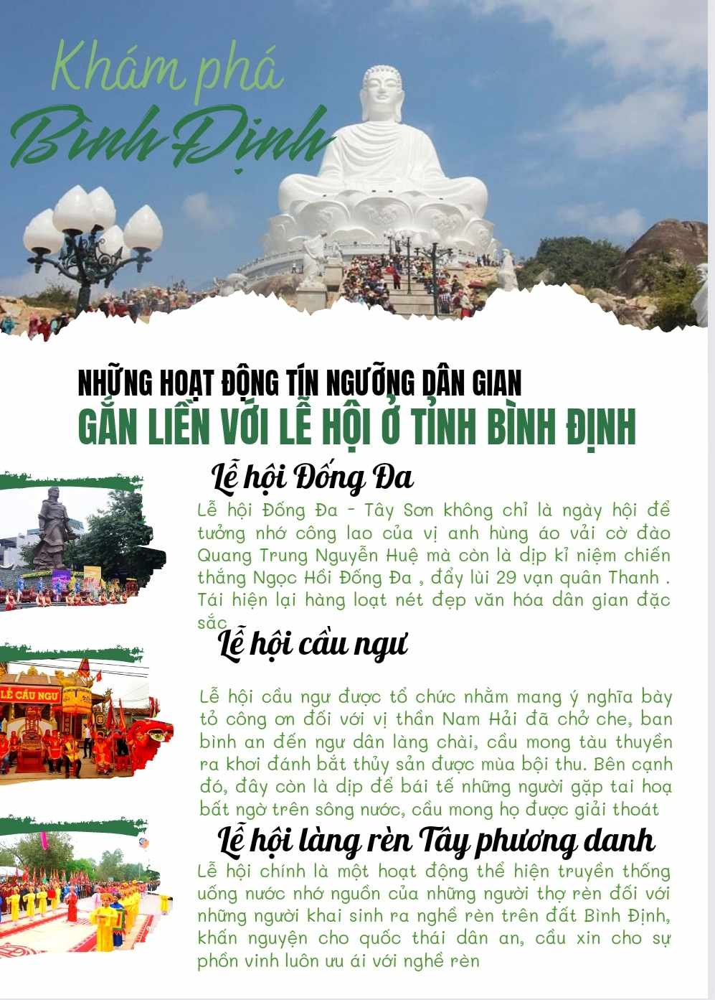 Khám phá
Bình Định
NHỮNG HOẠT ĐỘNG TÍN NGƯỠNG DÂN GIAN
GẮN LIỀN VỚI LỄ HỘI Ở TỈNH BÌNH ĐỊNH
Lễ hội Đống Đa
Lễ hội Đống Đa - Tây Sơn không chỉ là ngày hội để
tưởng nhớ công lao của vị anh hùng áo vải cờ đào
Quang Trung Nguyễn Huệ mà còn là dịp kỉ niệm chiến
thắng Ngọc Hồi Đống Đa , đẩy lùi 29 vạn quân Thanh .
Tái hiện lại hàng loạt nét đẹp văn hóa dân gian đặc
sắc
Lễ hội cầu ngư
LỄ CẦU NGƯ
Lễ hội cầu ngư được tổ chức nhằm mang ý nghĩa bày
tỏ công ơn đối với vị thần Nam Hải đã chở che, ban
bình an đến ngư dân làng chài, cầu mong tàu thuyền
ra khơi đánh bắt thủy sản được mùa bội thu. Bên cạnh
đó, đây còn là dịp để bái tế những người gặp tai hoạ
bất ngờ trên sông nước, cầu mong họ được giải thoát
Lễ hội làng rèn Tây phương danh
Lễ hội chính là một hoạt động thể hiện truyền thống
uống nước nhớ nguồn của những người thợ rèn đối với
những người khai sinh ra nghề rèn trên đất Bình Định,
khấn nguyện cho quốc thái dân an, cầu xin cho sự
phồn vinh luôn ưu ái với nghề rèn